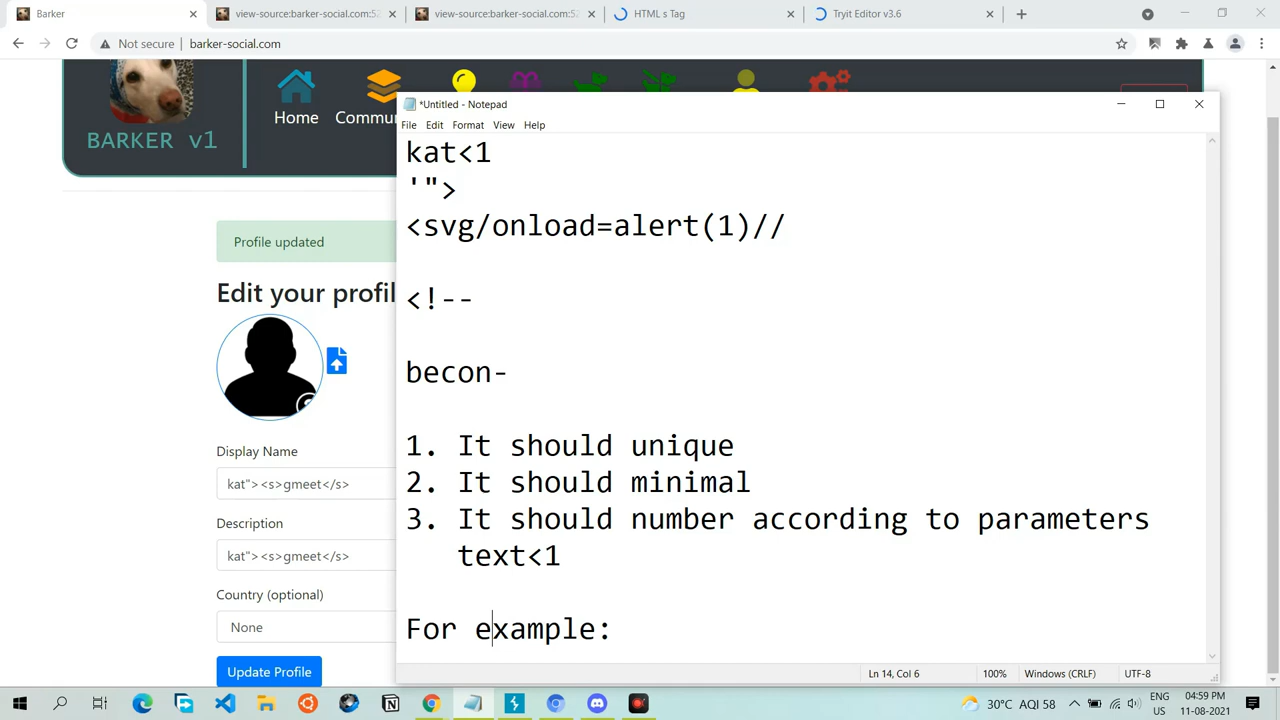 Barker
view-source:barker-social.com:52
view-source:barker-social.com:52
HTML s Tag
Tryit Editor v3.6
Not secure
barker-social.com
BARKER v1
Home
Commu
*Untitled - Notepad
File Edit Format View Help
kat<1
'">
<svg/onload=alert(1)//
<!--
becon-
1. It should unique
2. It should minimal
3. It should number according to parameters
text<1
For example:
Profile updated
Edit your profil
Display Name
kat"><s>gmeet</s>
Description
kat"><s>gmeet</s>
Country (optional)
None
Update Profile
Ln 14, Col 6
100%
Windows (CRLF)
UTF-8
30°C AQI 58
ENG
US
04:59 PM
11-08-2021